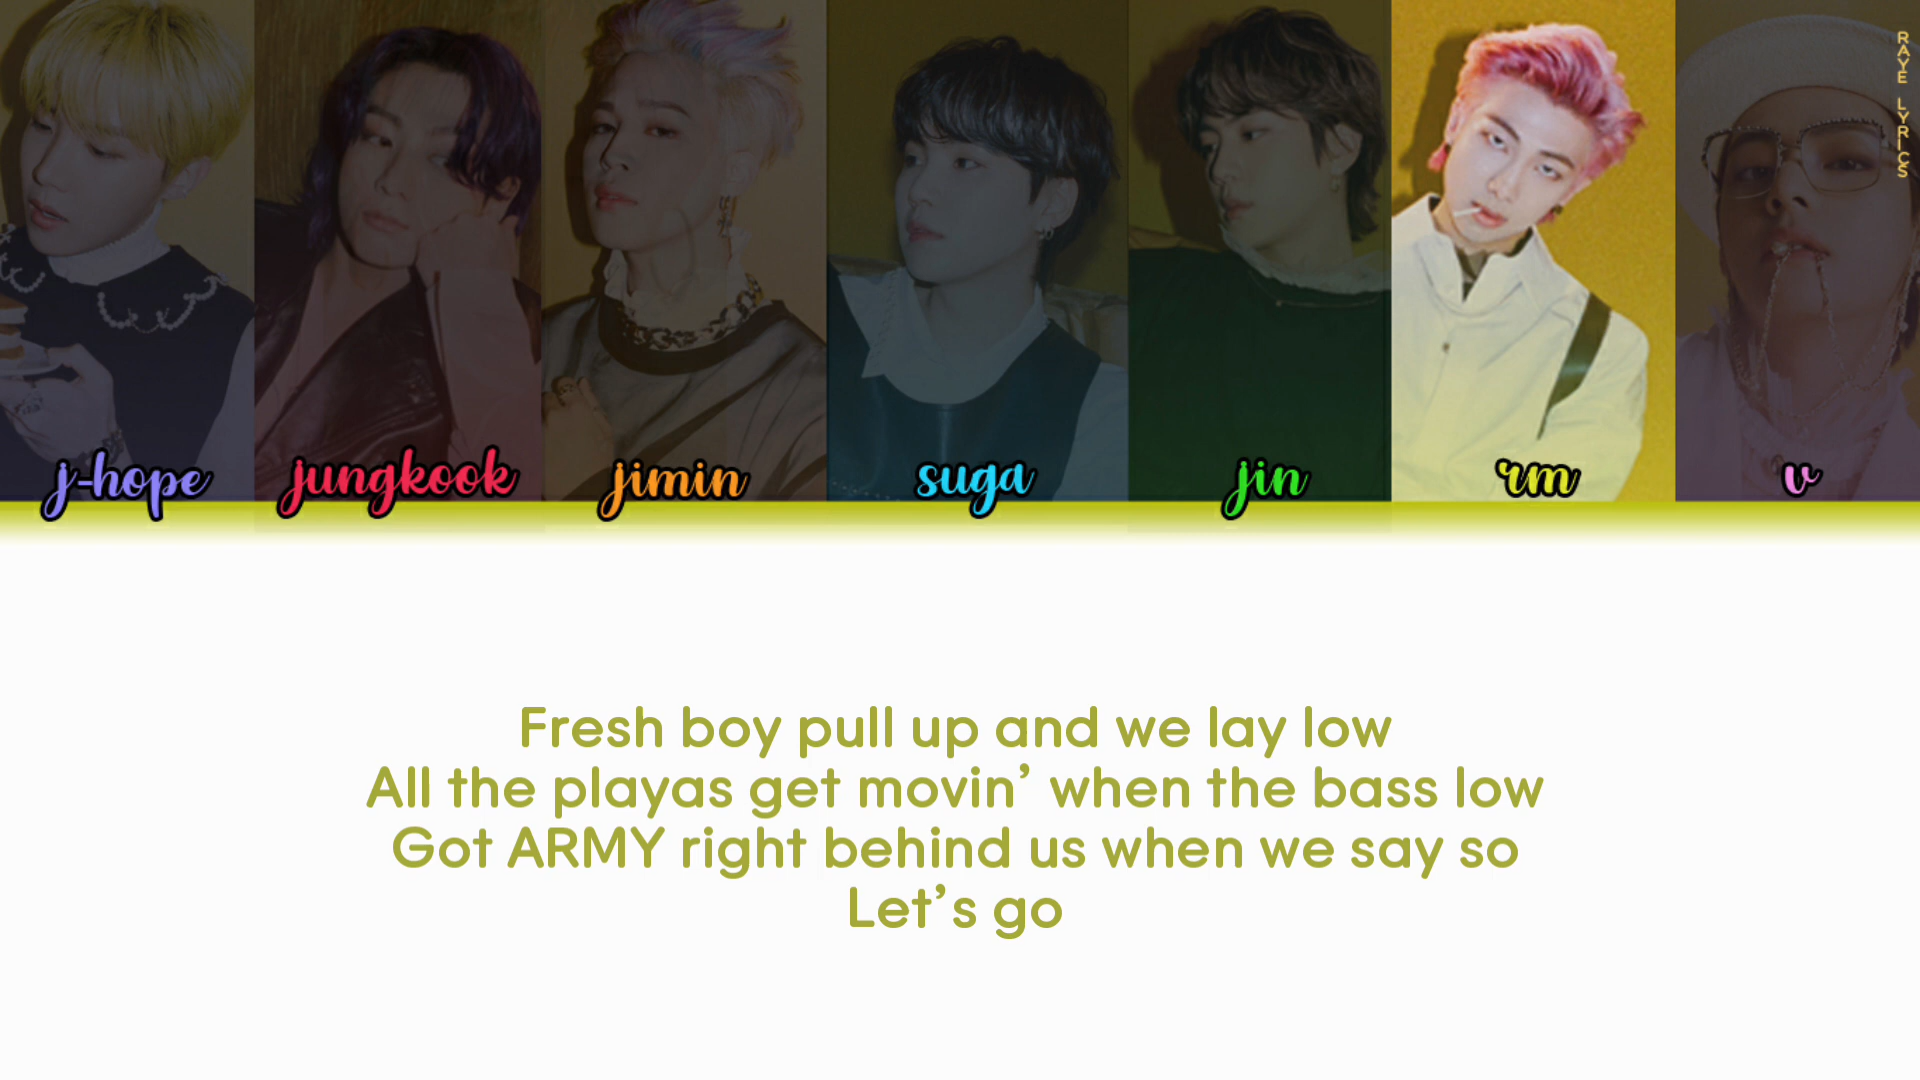 RAYE LYRICS
j-hope
jungkook
jimin
suga
jin
rm
v
Fresh boy pull up and we lay low
All the playas get movin’ when the bass low
Got ARMY right behind us when we say so
Let’s go